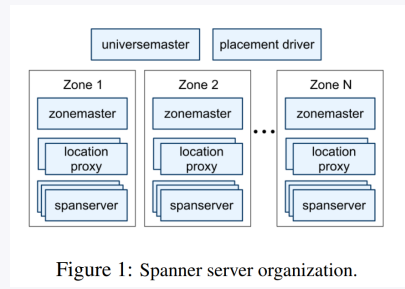 universemaster placement driver
Zone 1 Zone 2 Zone N
zonemaster zonemaster zonemaster
...
location location location
proxy proxy proxy
spanserver spanserver spanserver
Figure 1: Spanner server organization.